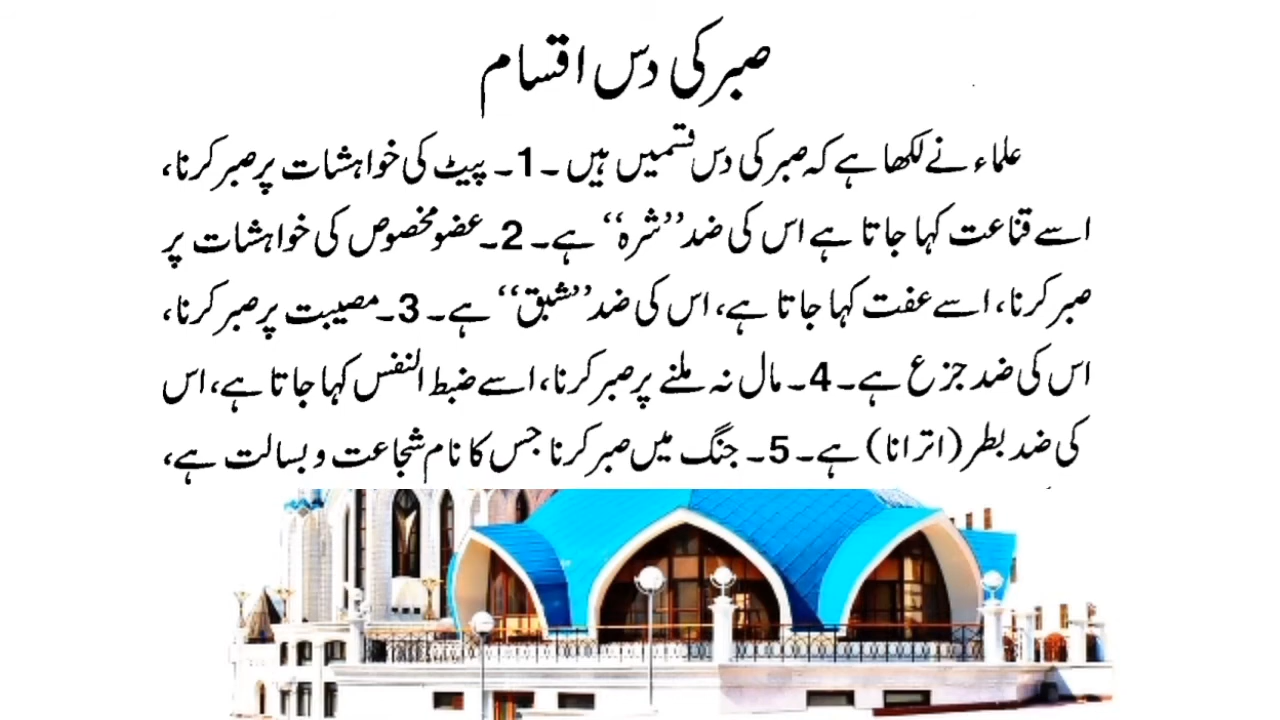 صبر کی دس اقسام
علماء نے لکھا ہے کہ صبر کی دس قسمیں ہیں۔1۔ پیٹ کی خواہشات پر صبر کرنا،
اسے قناعت کہا جاتا ہے اس کی ضد ”شرہ“ ہے۔2۔عضو مخصوص کی خواہشات پر
صبر کرنا، اسے عفت کہا جاتا ہے، اس کی ضد ”شبق“ ہے۔3۔مصیبت پر صبر کرنا،
اس کی ضد جزع ہے۔4۔مال نہ ملنے پر صبر کرنا، اسے ضبط النفس کہا جاتا ہے، اس
کی ضد بطر (اترانا) ہے۔5۔ جنگ میں صبر کرنا جس کا نام شجاعت و بسالت ہے،